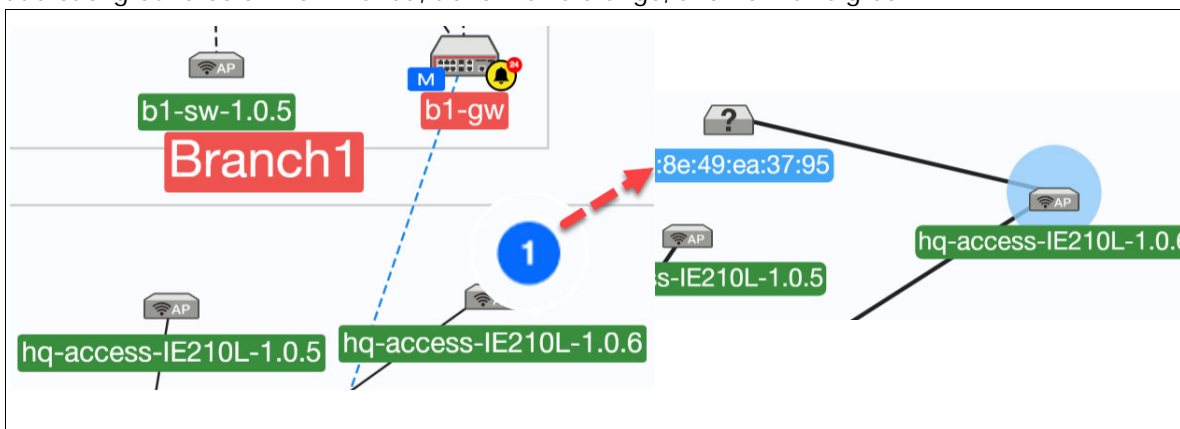 AP
b1-sw-1.0.5
M
24
b1-gw
Branch1
1
AP
hq-access-IE210L-1.0.5
hq-access-IE210L-1.0.6
?
:8e:49:ea:37:95
AP
hq-access-IE210L-1.0.6
AP
s-IE210L-1.0.5